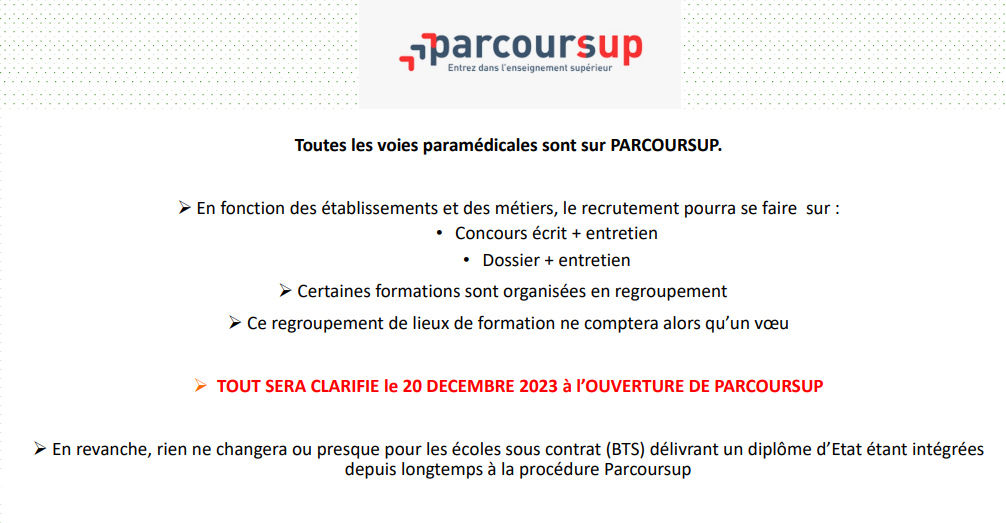 parcoursup
Entrez dans l'enseignement supérieur
Toutes les voies paramédicales sont sur PARCOURSUP.
➢ En fonction des établissements et des métiers, le recrutement pourra se faire sur :
• Concours écrit + entretien
• Dossier + entretien
➢ Certaines formations sont organisées en regroupement
➢ Ce regroupement de lieux de formation ne comptera alors qu’un vœu
➢ TOUT SERA CLARIFIE le 20 DECEMBRE 2023 à l’OUVERTURE DE PARCOURSUP
➢ En revanche, rien ne changera ou presque pour les écoles sous contrat (BTS) délivrant un diplôme d’Etat étant intégrées
depuis longtemps à la procédure Parcoursup